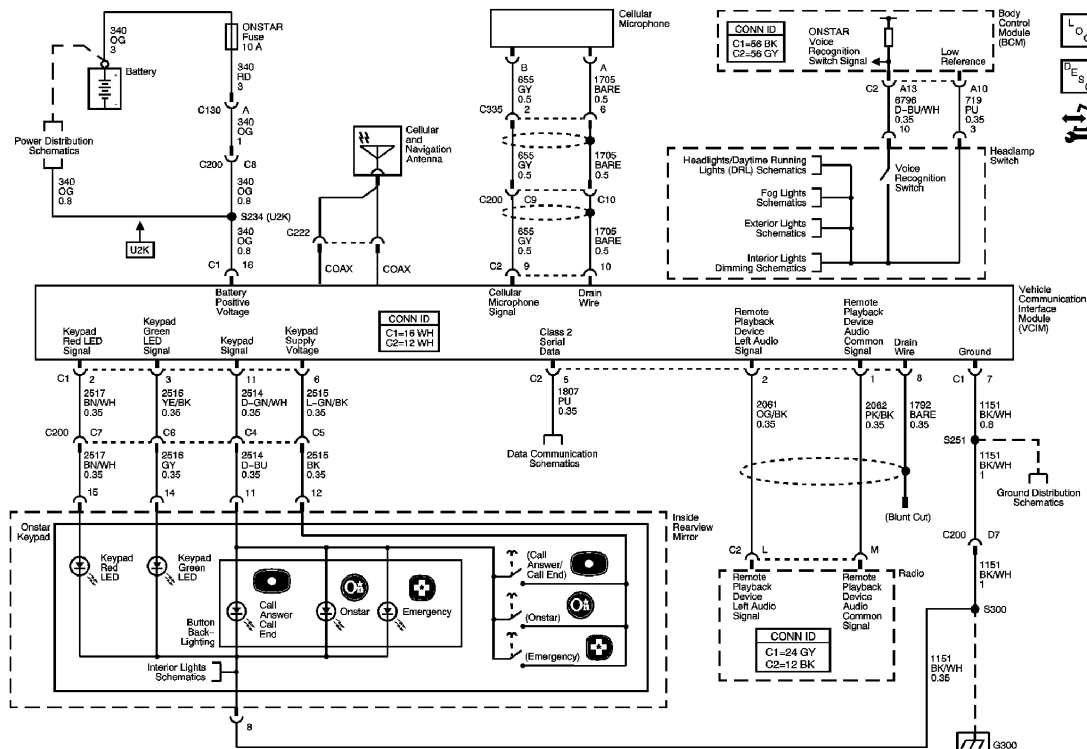 340
OG
3
Battery
ONSTAR
Fuse
10 A
340
RD
3
C130 A
340
OG
1
C200 C8
340
OG
0.8
S234 (U2K)
340
OG
0.8
C1 16
Power Distribution
Schematics
340
OG
0.8
U2K
Cellular
and
Navigation
Antenna
C222
COAX COAX
Cellular
Microphone
B A
655
GY
0.5
1705
BARE
0.5
C335 2 6
655
GY
0.5
1705
BARE
0.5
C200 C9 C10
655
GY
0.5
1705
BARE
0.5
C2 9 10
CONN ID
C1=56 BK
C2=56 GY
ONSTAR
Voice
Recognition
Switch Signal
Low
Reference
Body
Control
Module
(BCM)
C2 A13 A10
6796
D-BU/WH
0.35
10
719
PU
0.35
3
Headlamp
Switch
Headlights/Daytime Running
Lights (DRL) Schematics
Fog Lights
Schematics
Exterior Lights
Schematics
Interior Lights
Dimming Schematics
Voice
Recognition
Switch
L
O
C
D
E
S
C
Battery
Positive
Voltage
Cellular
Microphone
Signal
Drain
Wire
Vehicle
Communication
Interface
Module
(VCIM)
Keypad
Red LED
Signal
Keypad
Green
LED
Signal
Keypad
Signal
Keypad
Supply
Voltage
CONN ID
C1=16 WH
C2=12 WH
Class 2
Serial
Data
Remote
Playback
Device
Left Audio
Signal
Remote
Playback
Device
Audio
Common
Signal
Drain
Wire
Ground
C1 2 3 11 6
2517
BN/WH
0.35
2516
YE/BK
0.35
2514
D-GN/WH
0.35
2515
L-GN/BK
0.35
C200 C7 C6 C4 C5
2517
BN/WH
0.35
2516
GY
0.35
2514
D-BU
0.35
2515
BK
0.35
15 14 11 12
C2 5
1807
PU
0.35
Data Communication
Schematics
2 1 8
2061
OG/BK
0.35
2062
PK/BK
0.35
1792
BARE
0.35
(Blunt Cut)
C1 7
1151
BK/WH
0.8
S251
1151
BK/WH
1
Ground Distribution
Schematics
C200 D7
1151
BK/WH
1
S300
1151
BK/WH
0.35
G300
Onstar
Keypad
Inside
Rearview
Mirror
Keypad
Red
LED
Keypad
Green
LED
Call
Answer
Call
End
Button
Back-
Lighting
On
Onstar
Emergency
Interior Lights
Schematics
(Call
Answer/
Call End)
On
(Onstar)
(Emergency)
8
C2 L M
Radio
Remote
Playback
Device
Left Audio
Signal
Remote
Playback
Device
Audio
Common
Signal
CONN ID
C1=24 GY
C2=12 BK